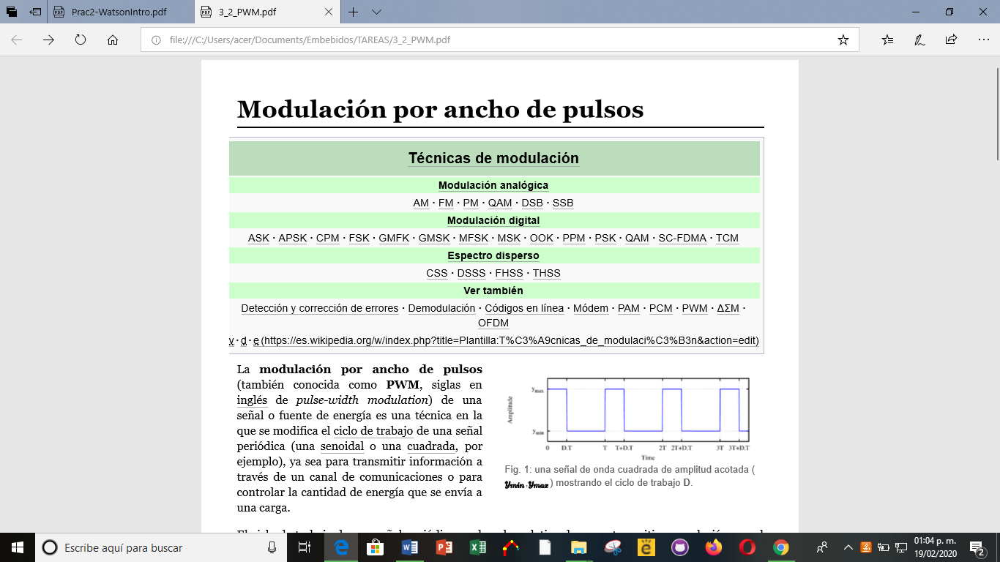 Prac2-WatsonIntro.pdf
3_2_PWM.pdf
file:///C:/Users/acer/Documents/Embebidos/TAREAS/3_2_PWM.pdf
Modulación por ancho de pulsos
Técnicas de modulación
Modulación analógica
AM · FM · PM · QAM · DSB · SSB
Modulación digital
ASK · APSK · CPM · FSK · GMFK · GMSK · MFSK · MSK · OOK · PPM · PSK · QAM · SC-FDMA · TCM
Espectro disperso
CSS · DSSS · FHSS · THSS
Ver también
Detección y corrección de errores · Demodulación · Códigos en línea · Módem · PAM · PCM · PWM · ΔΣM ·
OFDM
v · d · e (https://es.wikipedia.org/w/index.php?title=Plantilla:T%C3%A9cnicas_de_modulaci%C3%B3n&action=edit)
La modulación por ancho de pulsos
(también conocida como PWM, siglas en
inglés de pulse-width modulation) de una
señal o fuente de energía es una técnica en la
que se modifica el ciclo de trabajo de una señal
periódica (una senoidal o una cuadrada, por
ejemplo), ya sea para transmitir información a
través de un canal de comunicaciones o para
controlar la cantidad de energía que se envía a
una carga.
Amplitude
ymax
ymin
0 D.T T T+D.T 2T 2T+D.T 3T 3T+D.T
Time
Fig. 1: una señal de onda cuadrada de amplitud acotada (
ymin, ymax) mostrando el ciclo de trabajo D.
Escribe aquí para buscar
01:04 p. m.
19/02/2020
2